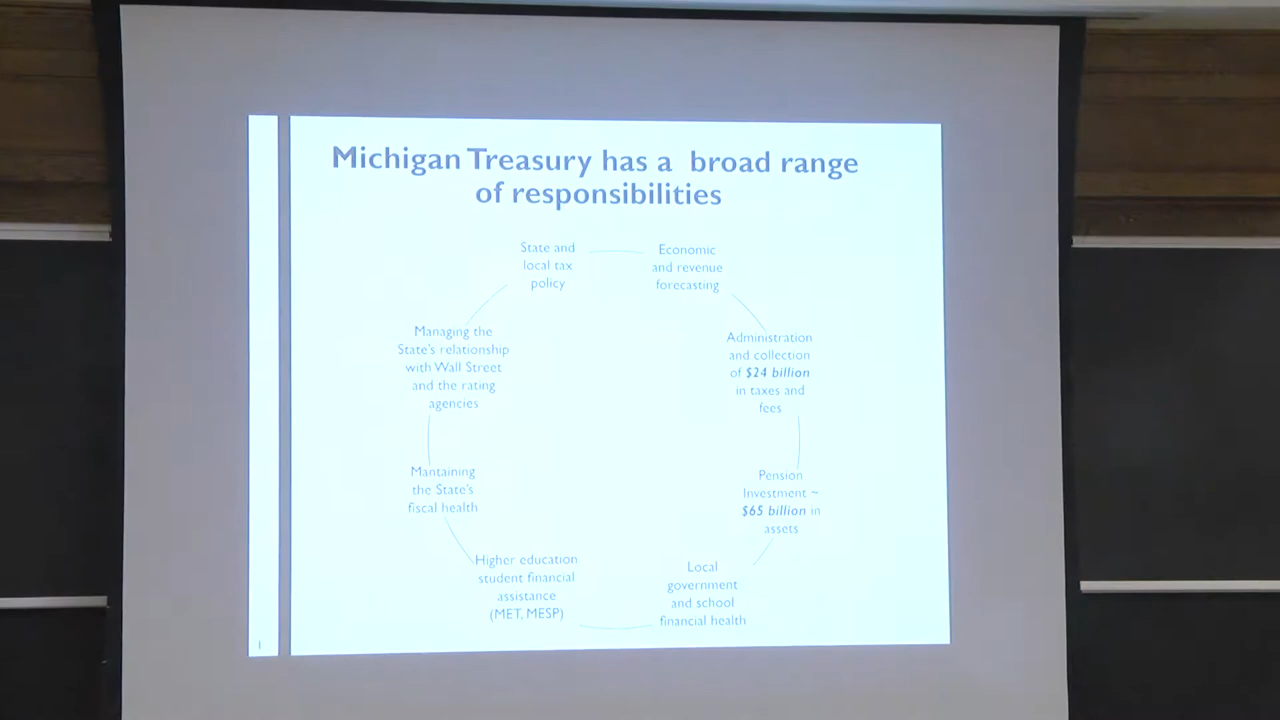 Michigan Treasury has a broad range
of responsibilities
State and
local tax
policy
Economic
and revenue
forecasting
Administration
and collection
of $24 billion
in taxes and
fees
Pension
Investment ~
$65 billion in
assets
Local
government
and school
financial health
Higher education
student financial
assistance
(MET, MESP)
Mantaining
the State's
fiscal health
Managing the
State's relationship
with Wall Street
and the rating
agencies
1